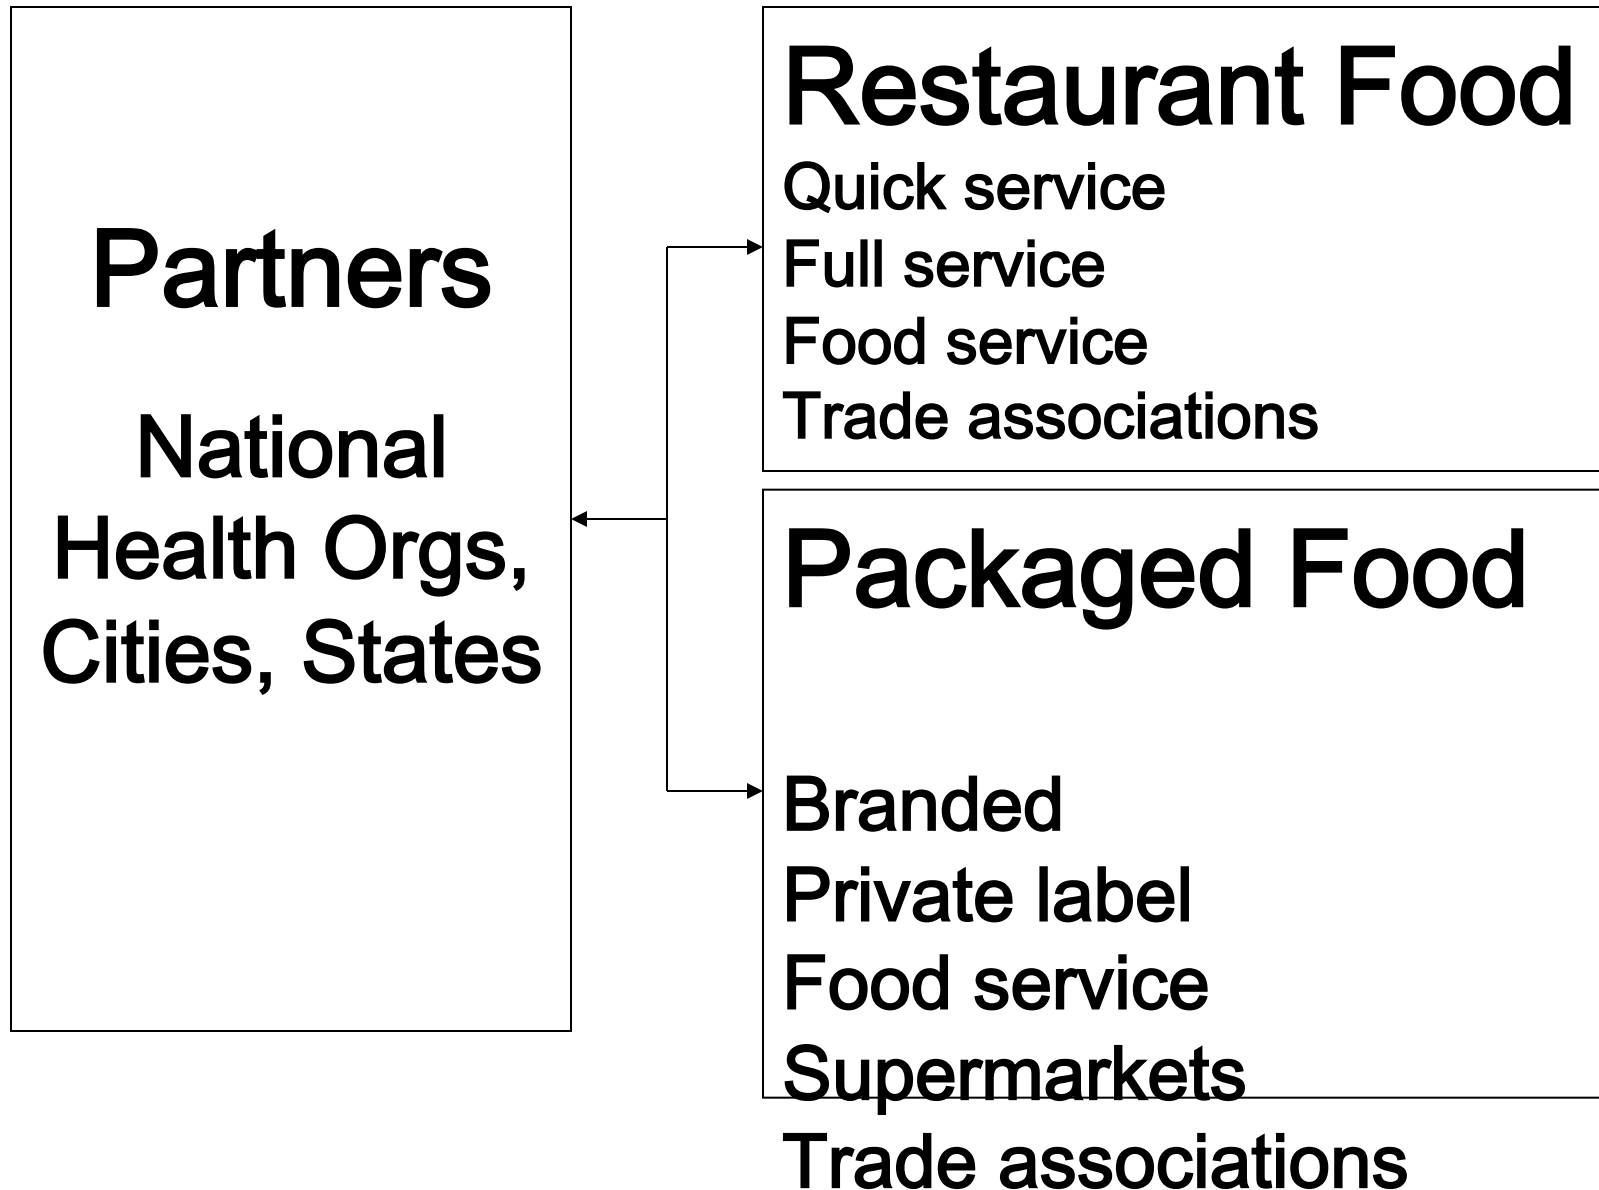 Partners
National
Health Orgs,
Cities, States
Restaurant Food
Quick service
Full service
Food service
Trade associations
Packaged Food
Branded
Private label
Food service
Supermarkets
Trade associations